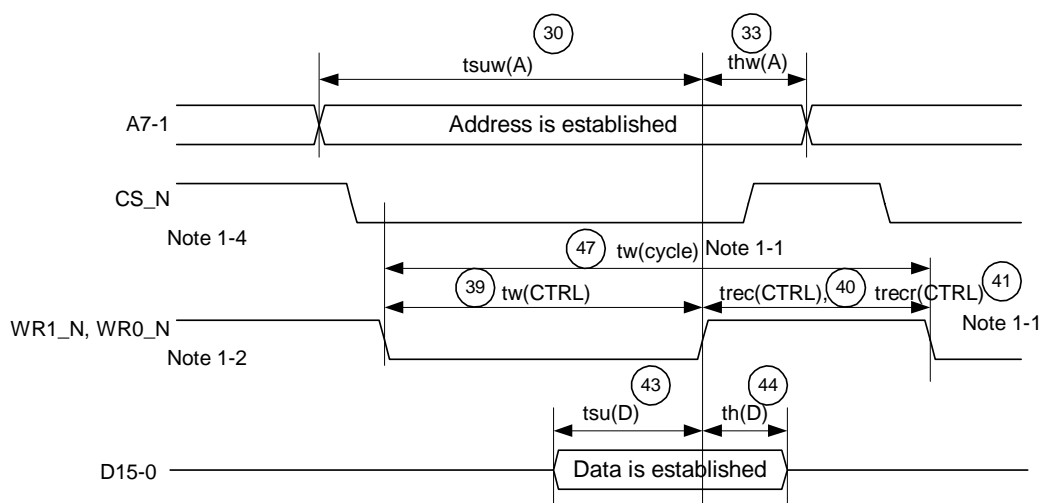 30
33
tsuw(A)
thw(A)
A7-1
Address is established
CS_N
Note 1-4
47
tw(cycle)
Note 1-1
39
tw(CTRL)
trec(CTRL),
40
trecr(CTRL)
41
Note 1-1
WR1_N, WR0_N
Note 1-2
43
44
tsu(D)
th(D)
D15-0
Data is established